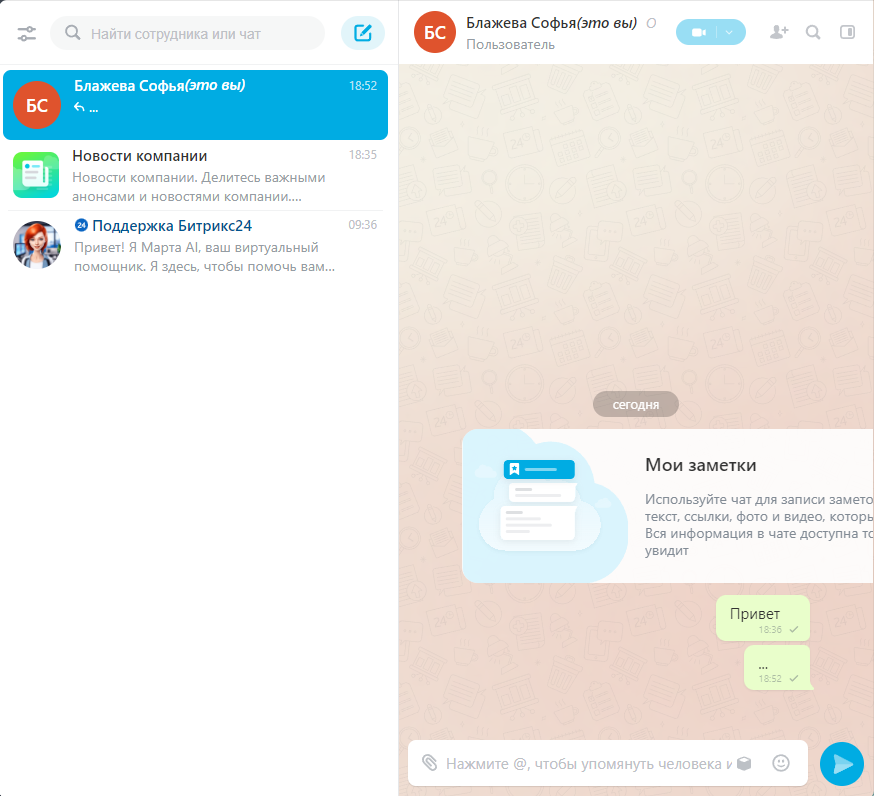 Найти сотрудника или чат
БС
Блажева Софья(это вы)
18:52
...
Новости компании
18:35
Новости компании. Делитесь важными
анонсами и новостями компании....
24 Поддержка Битрикс24
09:36
Привет! Я Марта AI, ваш виртуальный
помощник. Я здесь, чтобы помочь вам...
БС
Блажева Софья(это вы)
Пользователь
сегодня
Мои заметки
Используйте чат для записи замето
текст, ссылки, фото и видео, которы
Вся информация в чате доступна то
увидит
Привет
18:36
...
18:52
Нажмите @, чтобы упомянуть человека и